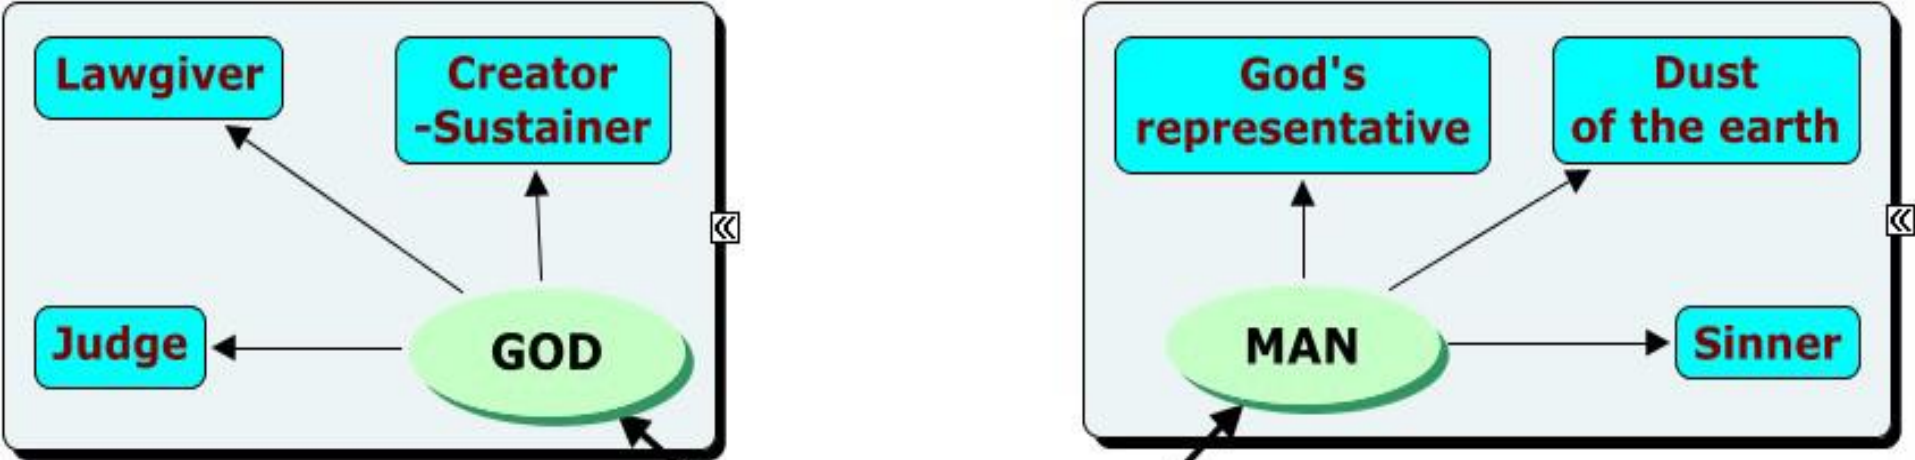 Lawgiver
Creator
-Sustainer
Judge
GOD
God's
representative
Dust
of the earth
MAN
Sinner